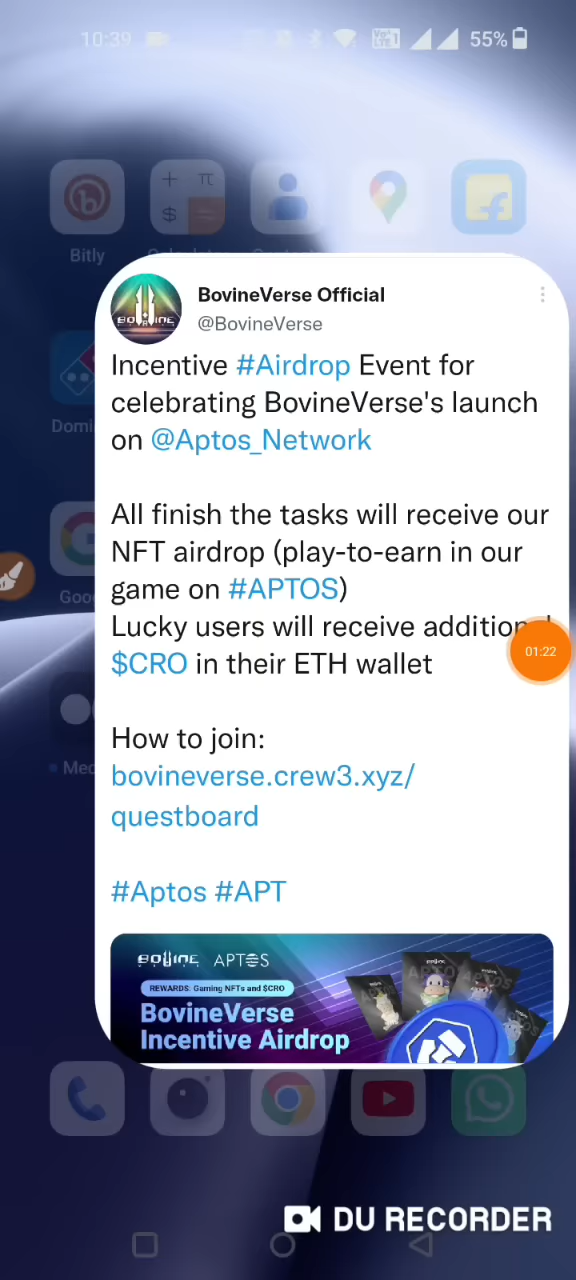 10:39
55%
Bitly
BovineVerse Official
@BovineVerse
Incentive #Airdrop Event for
celebrating BovineVerse's launch
on @Aptos_Network
All finish the tasks will receive our
NFT airdrop (play-to-earn in our
game on #APTOS)
Lucky users will receive
01:22
$CRO in their ETH wallet
How to join:
bovineverse.crew3.xyz/
questboard
#Aptos #APT
BOVINE APTOS
REWARDS: Gaming NFTs and $CRO
BovineVerse
Incentive Airdrop
DU RECORDER